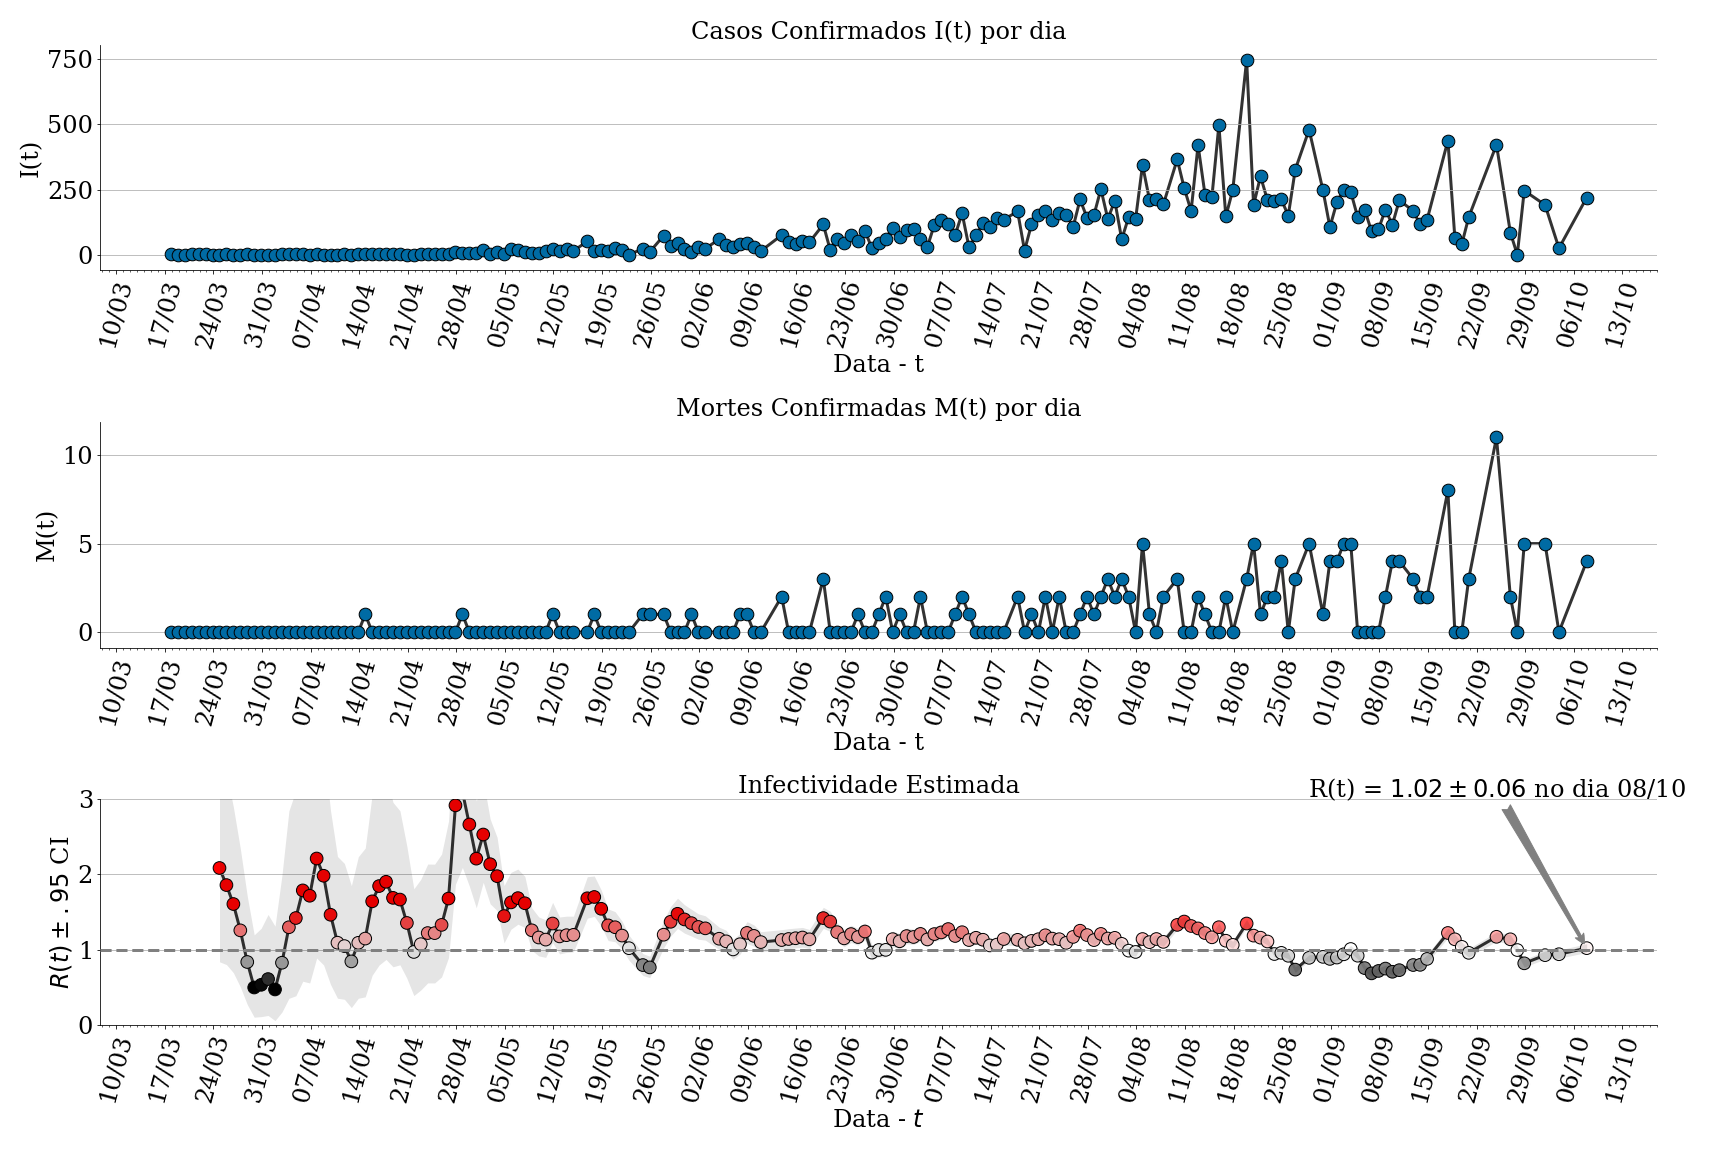 Casos Confirmados I(t) por dia
I(t)
750
500
250
0
10/03 17/03 24/03 31/03 07/04 14/04 21/04 28/04 05/05 12/05 19/05 26/05 02/06 09/06 16/06 23/06 30/06 07/07 14/07 21/07 28/07 04/08 11/08 18/08 25/08 01/09 08/09 15/09 22/09 29/09 06/10 13/10
Data - t
Mortes Confirmadas M(t) por dia
M(t)
10
5
0
10/03 17/03 24/03 31/03 07/04 14/04 21/04 28/04 05/05 12/05 19/05 26/05 02/06 09/06 16/06 23/06 30/06 07/07 14/07 21/07 28/07 04/08 11/08 18/08 25/08 01/09 08/09 15/09 22/09 29/09 06/10 13/10
Data - t
Infectividade Estimada
R(t) = 1.02 ± 0.06 no dia 08/10
R(t) ± .95 CI
3
2
1
0
10/03 17/03 24/03 31/03 07/04 14/04 21/04 28/04 05/05 12/05 19/05 26/05 02/06 09/06 16/06 23/06 30/06 07/07 14/07 21/07 28/07 04/08 11/08 18/08 25/08 01/09 08/09 15/09 22/09 29/09 06/10 13/10
Data - t